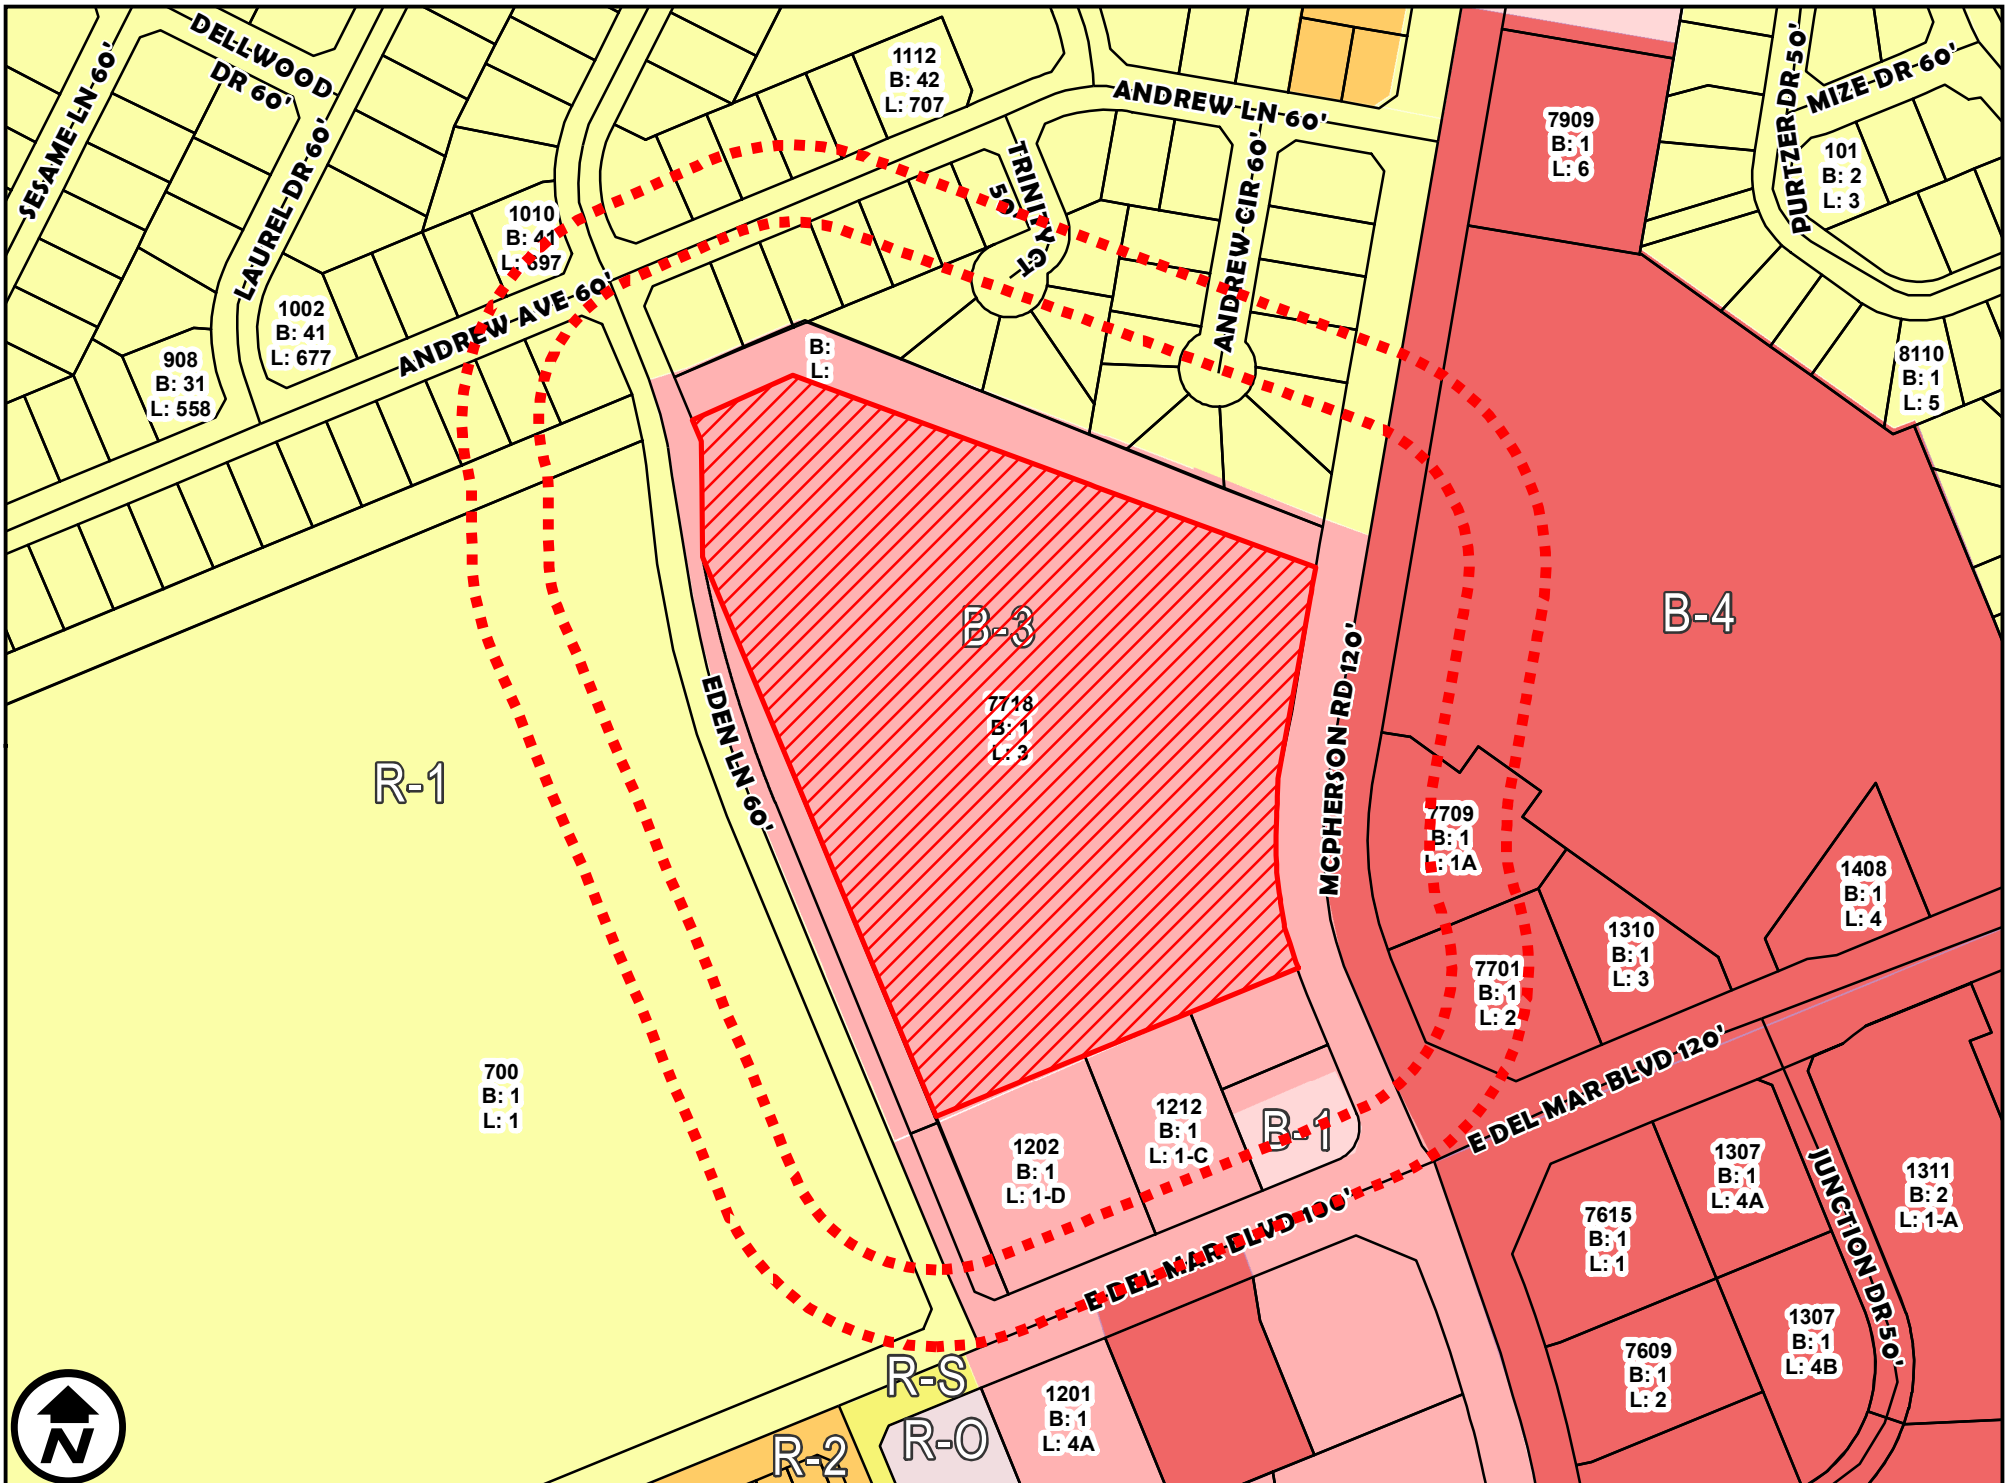 SESAME LN 60'
DELLWOOD
DR 60'
LAUREL DR 60'
1112
B: 42
L: 707
ANDREW LN 60'
TRINITY CT
50'
ANDREW CIR 60'
7909
B: 1
L: 6
PURTZER DR 50'
MIZE DR 60'
101
B: 2
L: 3
1010
B: 41
L: 697
1002
B: 41
L: 677
ANDREW AVE 60'
908
B: 31
L: 558
B:
L:
8110
B: 1
L: 5
B-3
B-4
7718
B: 1
L: 3
R-1
EDEN LN 60'
MCPHERSON RD 120'
7709
B: 1
L: 1A
1408
B: 1
L: 4
1310
B: 1
L: 3
7701
B: 1
L: 2
700
B: 1
L: 1
1202
B: 1
L: 1-D
1212
B: 1
L: 1-C
B-1
E DEL MAR BLVD 120'
E DEL MAR BLVD 100'
1307
B: 1
L: 4A
JUNCTION DR 50'
1311
B: 2
L: 1-A
7615
B: 1
L: 1
1307
B: 1
L: 4B
7609
B: 1
L: 2
R-S
R-O
R-2
1201
B: 1
L: 4A
N